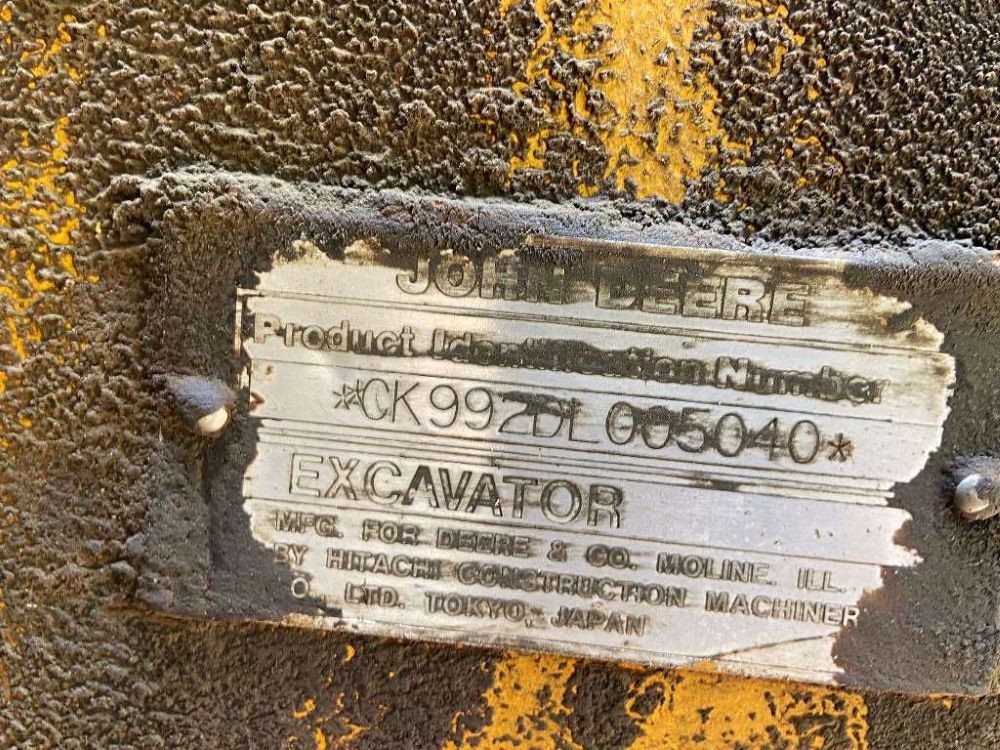 JOHN DEERE
Product Identification Number
*CK992DL005040*
EXCAVATOR
MFG. FOR DEERE & CO. MOLINE, ILL.
BY HITACHI CONSTRUCTION MACHINER
O. LTD. TOKYO, JAPAN